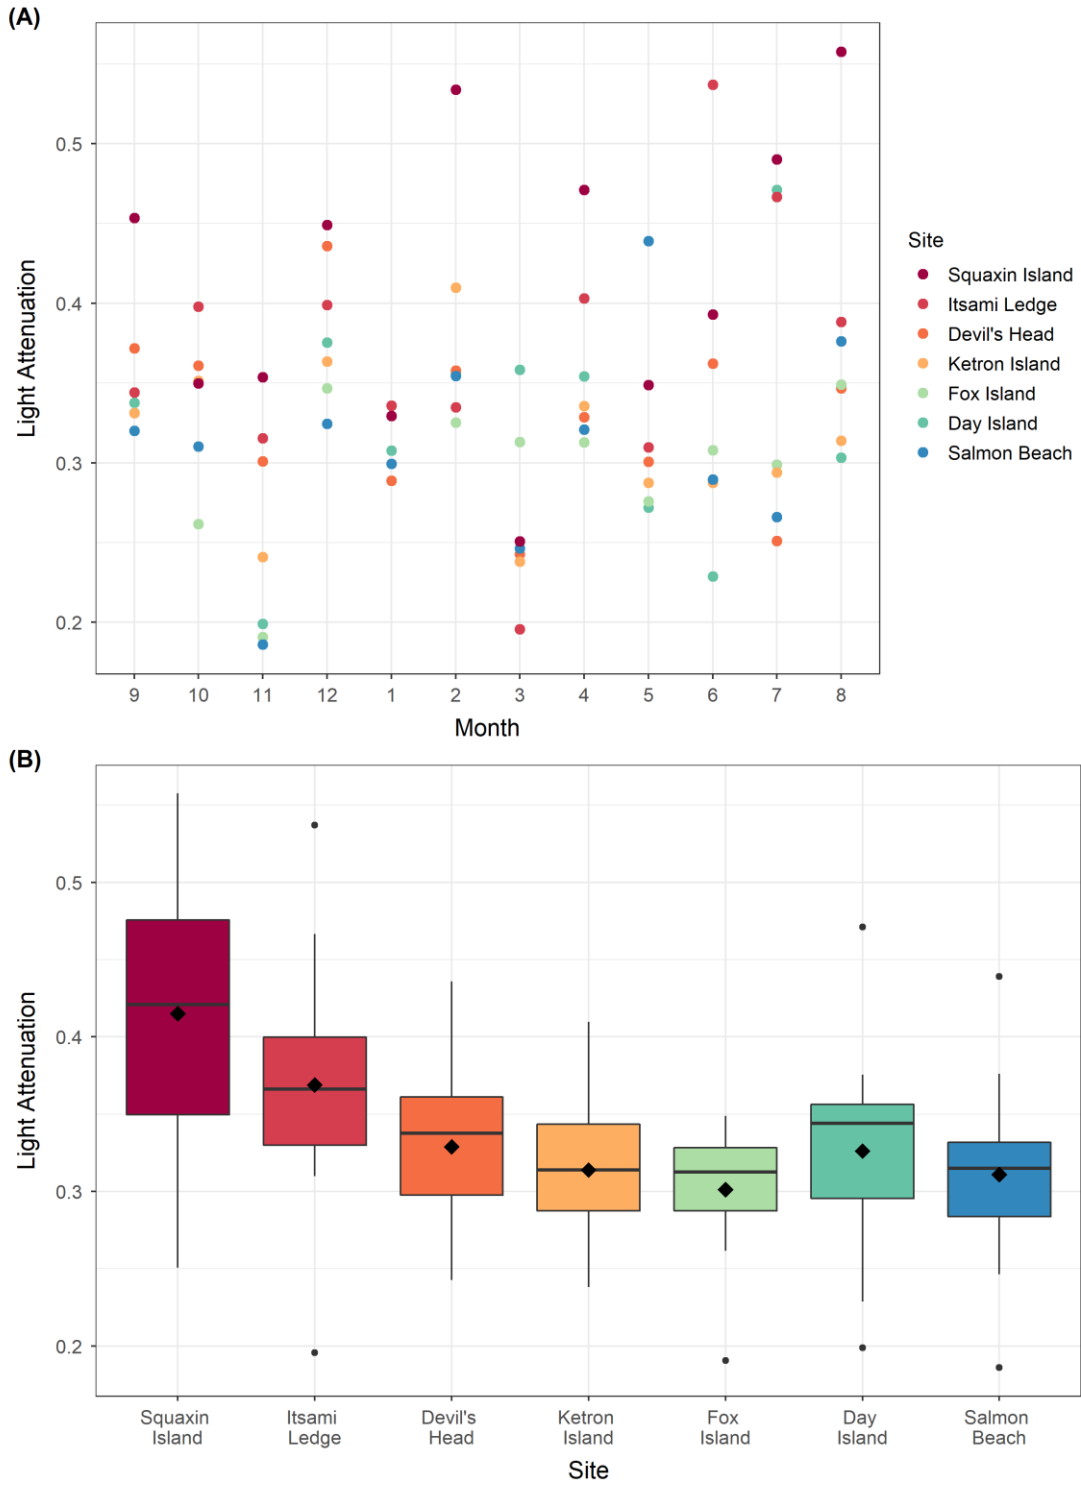 (A)
Light Attenuation
0.5
0.4
0.3
0.2
9 10 11 12 1 2 3 4 5 6 7 8
Month
Site
Squaxin Island
Itsami Ledge
Devil's Head
Ketron Island
Fox Island
Day Island
Salmon Beach
(B)
Light Attenuation
0.5
0.4
0.3
0.2
Squaxin Itsami Devil's Ketron Fox Day Salmon
Island Ledge Head Island Island Island Beach
Site